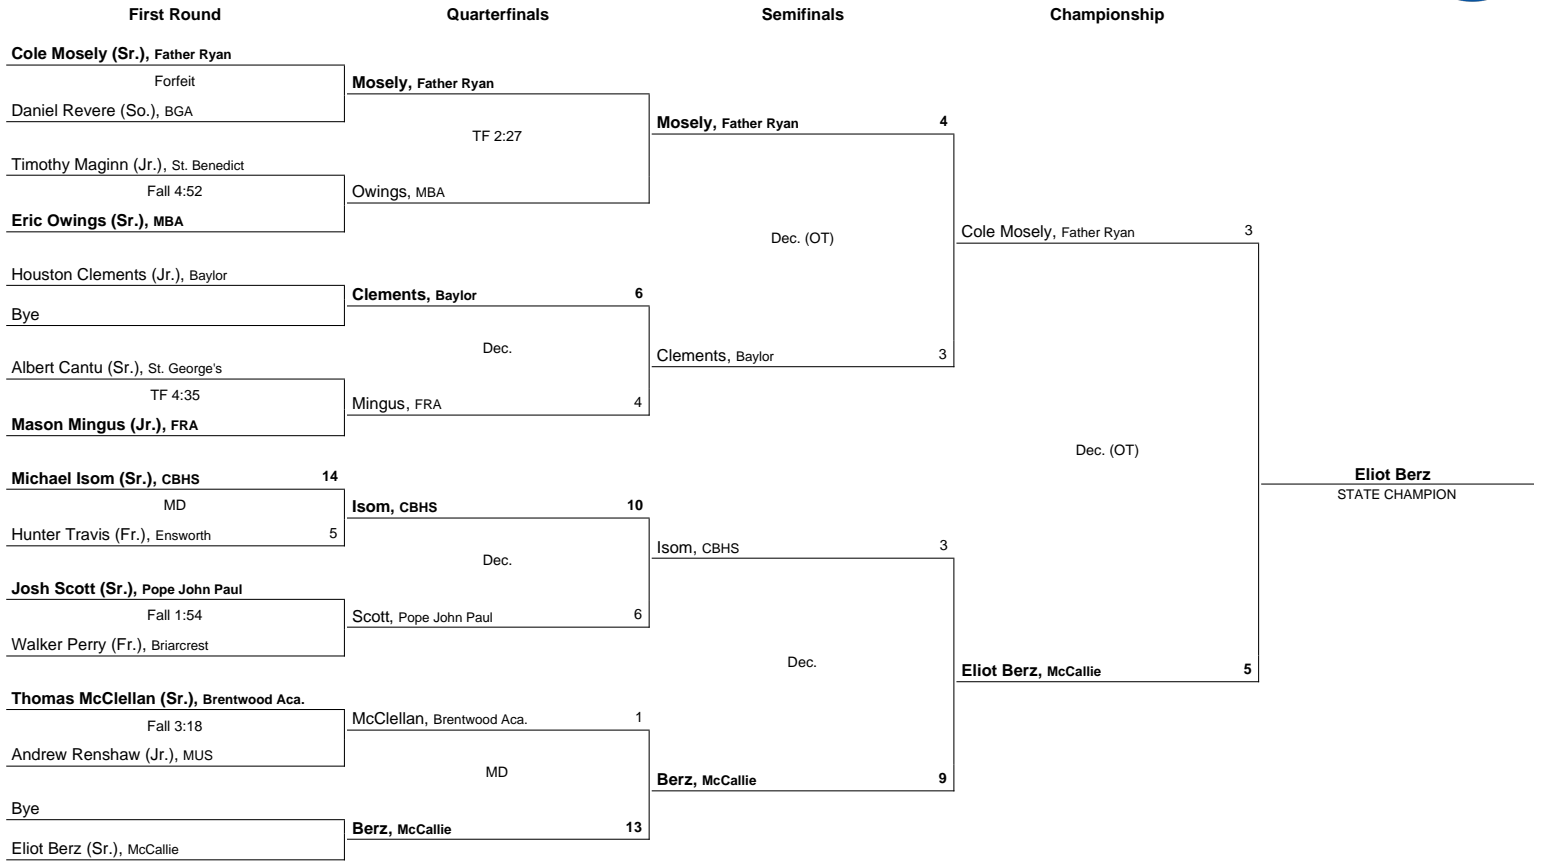 First Round Quarterfinals Semifinals Championship
Cole Mosely (Sr.), Father Ryan
Forfeit
Daniel Revere (So.), BGA
Timothy Maginn (Jr.), St. Benedict
Fall 4:52
Eric Owings (Sr.), MBA
Houston Clements (Jr.), Baylor
Bye
Albert Cantu (Sr.), St. George's
TF 4:35
Mason Mingus (Jr.), FRA
Michael Isom (Sr.), CBHS 14
MD
Hunter Travis (Fr.), Ensworth 5
Josh Scott (Sr.), Pope John Paul
Fall 1:54
Walker Perry (Fr.), Briarcrest
Thomas McClellan (Sr.), Brentwood Aca.
Fall 3:18
Andrew Renshaw (Jr.), MUS
Bye
Eliot Berz (Sr.), McCallie
Mosely, Father Ryan
TF 2:27
Owings, MBA
Clements, Baylor 6
Dec.
Mingus, FRA 4
Isom, CBHS 10
Dec.
Scott, Pope John Paul 6
McClellan, Brentwood Aca. 1
MD
Berz, McCallie 13
Mosely, Father Ryan 4
Dec. (OT)
Clements, Baylor 3
Isom, CBHS 3
Dec.
Berz, McCallie 9
Cole Mosely, Father Ryan 3
Dec. (OT)
Eliot Berz, McCallie 5
Eliot Berz
STATE CHAMPION